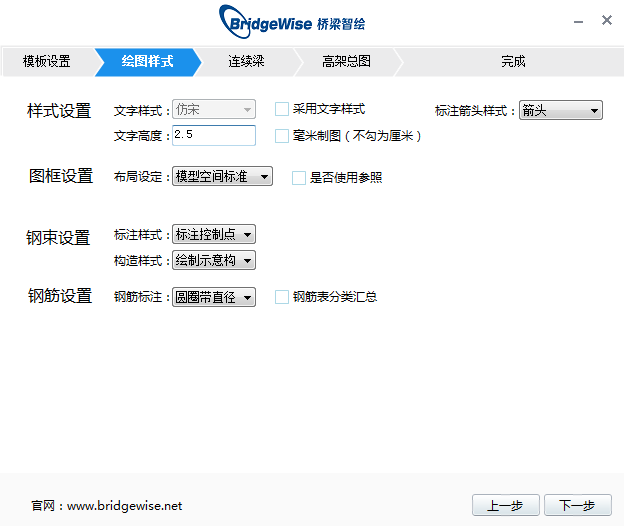 BridgeWise 桥梁智绘
模板设置 绘图样式 连续梁 高架总图 完成
样式设置 文字样式： 仿宋 采用文字样式 标注箭头样式： 箭头
文字高度： 2.5 毫米制图（不勾为厘米）
图框设置 布局设定： 模型空间标准 是否使用参照
钢束设置 标注样式： 标注控制点
构造样式： 绘制示意构
钢筋设置 钢筋标注： 圆圈带直径 钢筋表分类汇总
官网：www.bridgewise.net 上一步 下一步